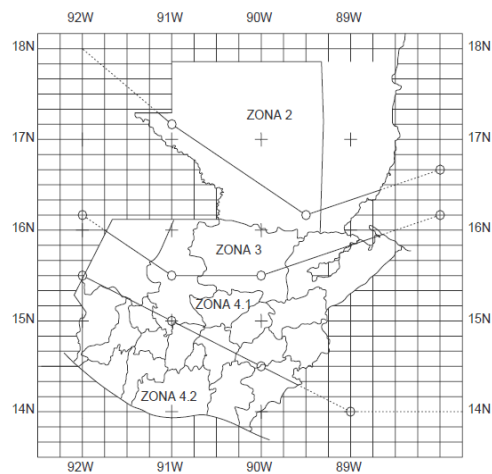 92W 91W 90W 89W
18N 18N
ZONA 2
17N 17N
16N 16N
ZONA 3
ZONA 4.1
15N 15N
ZONA 4.2
14N 14N
92W 91W 90W 89W